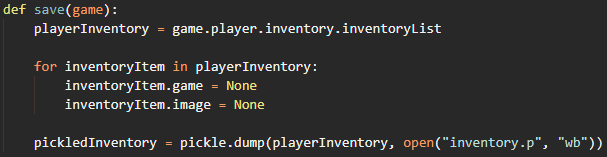 def save(game):
    playerInventory = game.player.inventory.inventoryList
    for inventoryItem in playerInventory:
        inventoryItem.game = None
        inventoryItem.image = None
    pickledInventory = pickle.dump(playerInventory, open("inventory.p", "wb"))